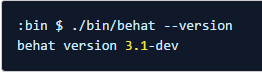 :bin $ ./bin/behat --version
behat version 3.1-dev